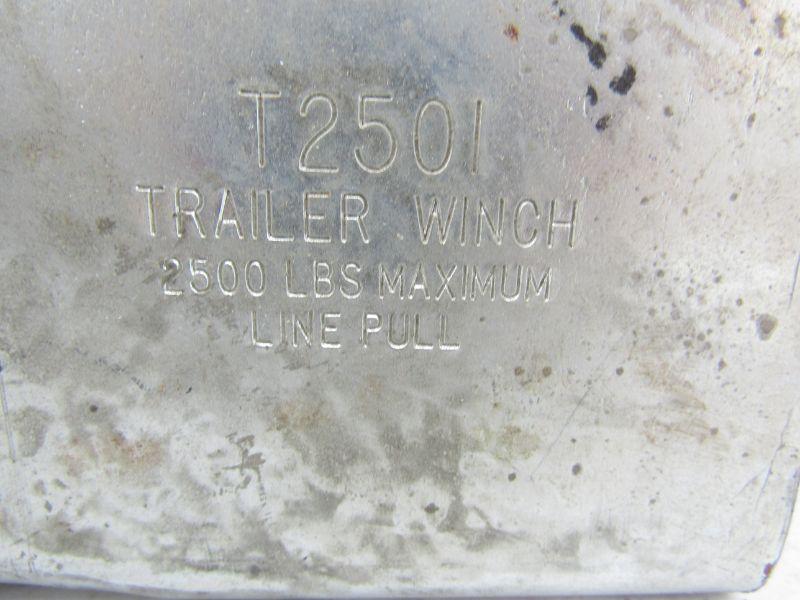 T2501
TRAILER WINCH
2500 LBS MAXIMUM
LINE PULL